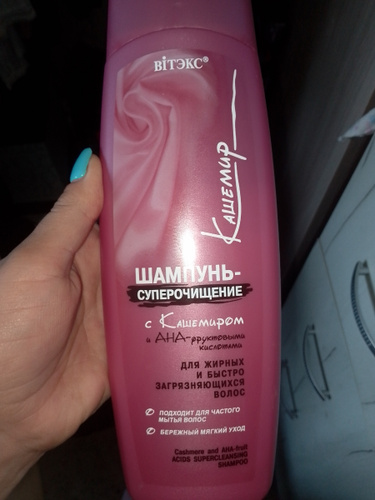 ВIТЭКС®
Кашемир
ШАМПУНЬ-
СУПЕРОЧИЩЕНИЕ
с Кашемиром
и АНА-фруктовыми
кислотами
ДЛЯ ЖИРНЫХ
И БЫСТРО
ЗАГРЯЗНЯЮЩИХСЯ
ВОЛОС
ПОДХОДИТ ДЛЯ ЧАСТОГО
МЫТЬЯ ВОЛОС
БЕРЕЖНЫЙ МЯГКИЙ УХОД
Cashmere and AHA-fruit
ACIDS SUPERCLEANSING
SHAMPOO